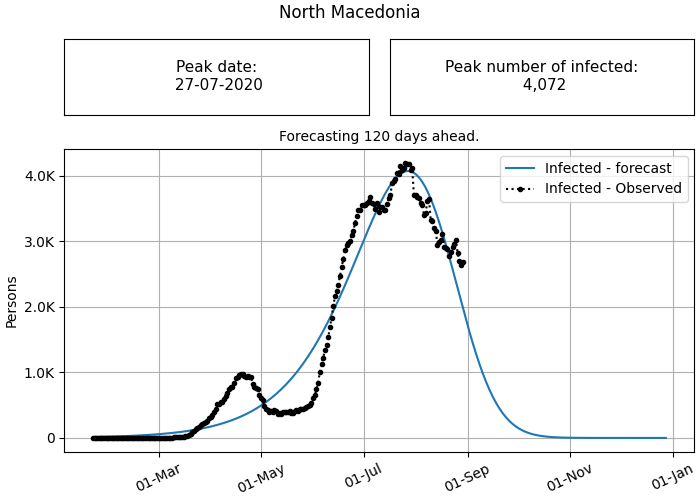 North Macedonia
Peak date:
27-07-2020
Peak number of infected:
4,072
Forecasting 120 days ahead.
Infected - forecast
Infected - Observed
Persons
4.0K
3.0K
2.0K
1.0K
0
01-Mar
01-May
01-Jul
01-Sep
01-Nov
01-Jan